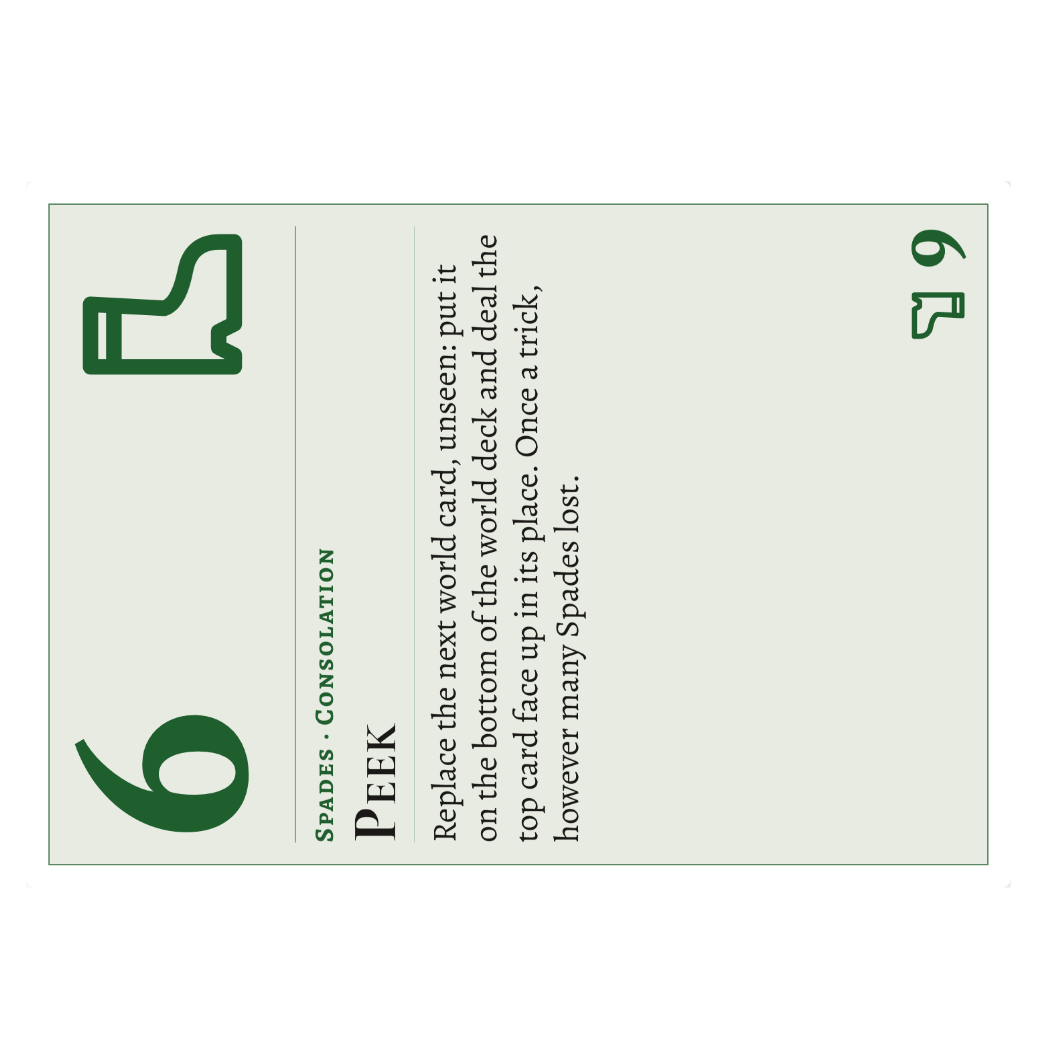 6
Spades · Consolation
Peek
Replace the next world card, unseen: put it
on the bottom of the world deck and deal the
top card face up in its place. Once a trick,
however many Spades lost.
6